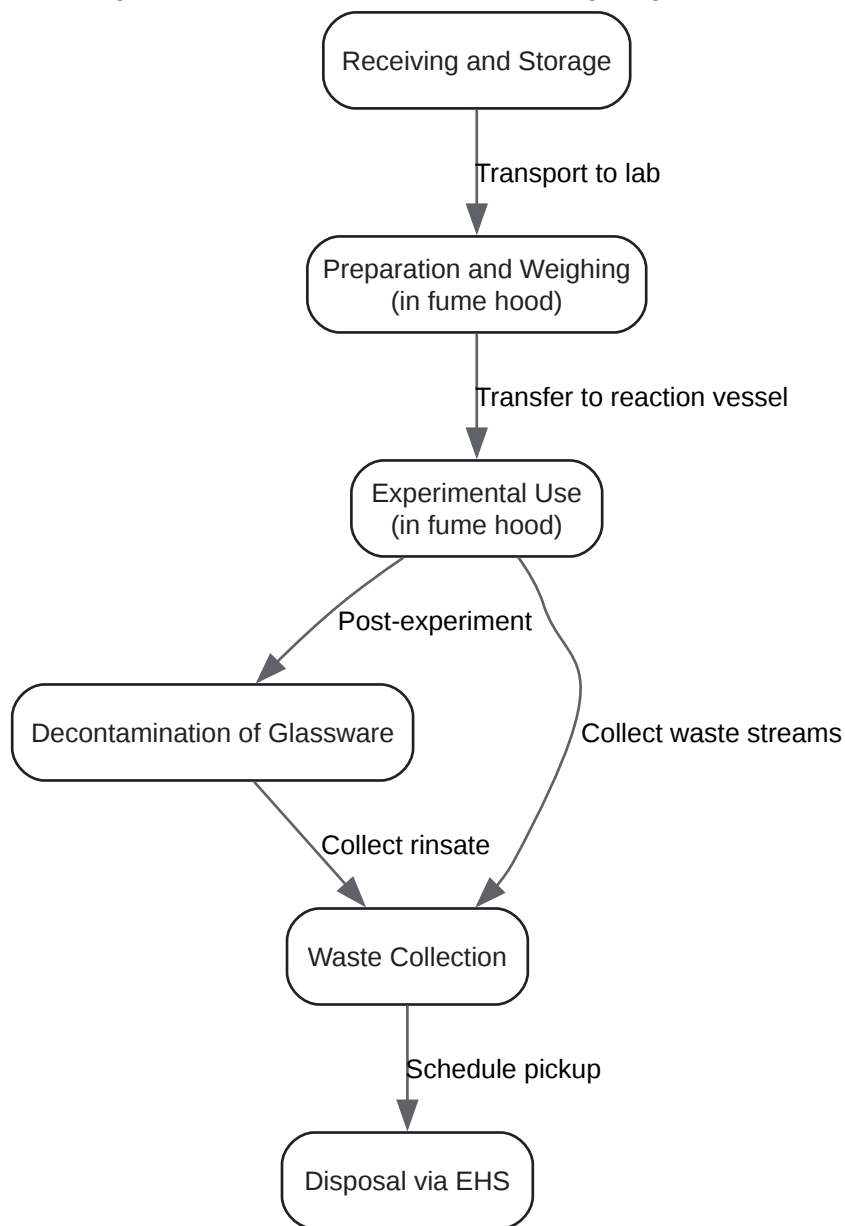 Receiving and Storage
Transport to lab
Preparation and Weighing
(in fume hood)
Transfer to reaction vessel
Experimental Use
(in fume hood)
Post-experiment
Decontamination of Glassware
Collect waste streams
Collect rinsate
Waste Collection
Schedule pickup
Disposal via EHS